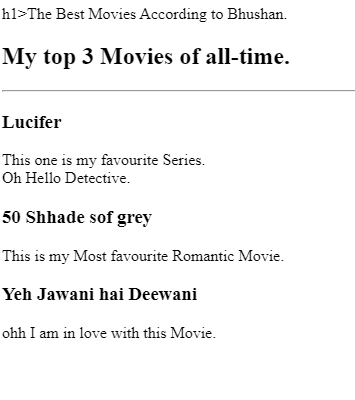 h1>The Best Movies According to Bhushan.
My top 3 Movies of all-time.
Lucifer
This one is my favourite Series.
Oh Hello Detective.
50 Shhade sof grey
This is my Most favourite Romantic Movie.
Yeh Jawani hai Deewani
ohh I am in love with this Movie.